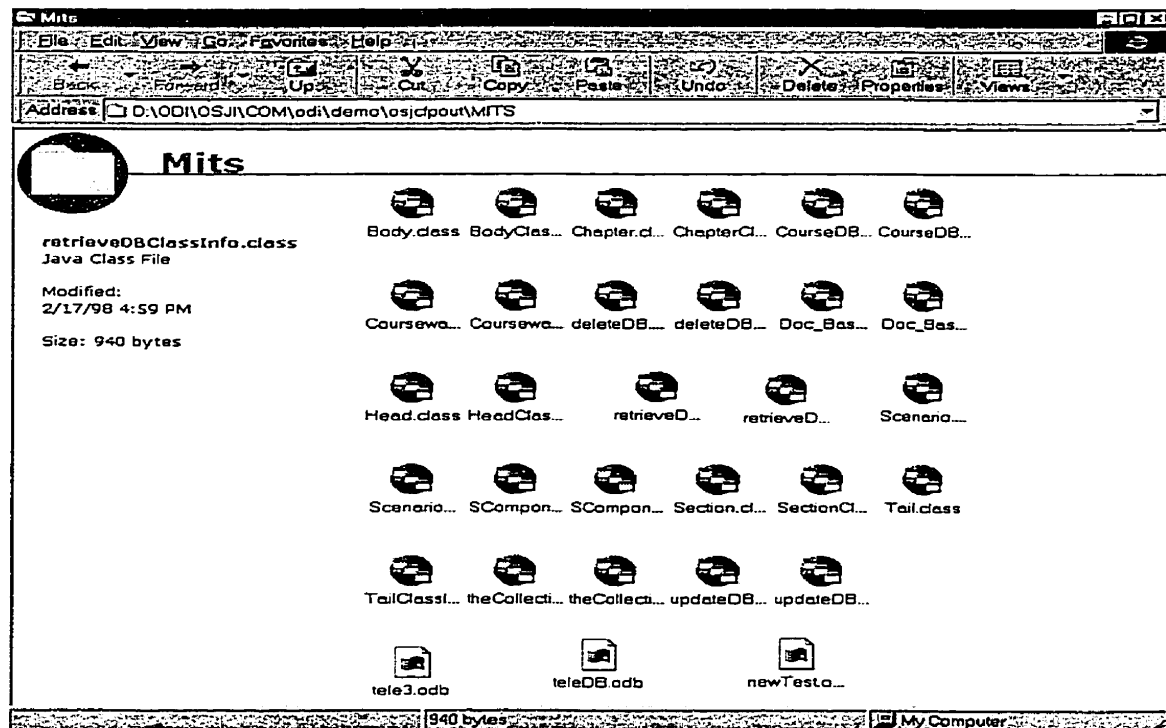 Mits
File Edit View Go Favorites Help
Back Forward Up Cut Copy Paste Undo Delete Properties Views
Address D:\ODI\OSJI\COM\odi\demo\osjcfpout\MITS
Mits
retrieveDBClassInfo.class
Java Class File
Modified:
2/17/98 4:59 PM
Size: 940 bytes
Body.class BodyClas... Chapter.cl... ChapterCl... CourseDB... CourseDB...
Coursewa... Coursewa... deleteDB.... deleteDB... Doc_Bas... Doc_Bas...
Head.class HeadClas... retrieveD... retrieveD... Scenario....
Scenario... SCompon... SCompon... Section.cl... SectionCl... Tail.class
TailClassI... theCollecti... theCollecti... updateDB... updateDB...
tele3.odb teleDB.odb newTest.o...
940 bytes My Computer